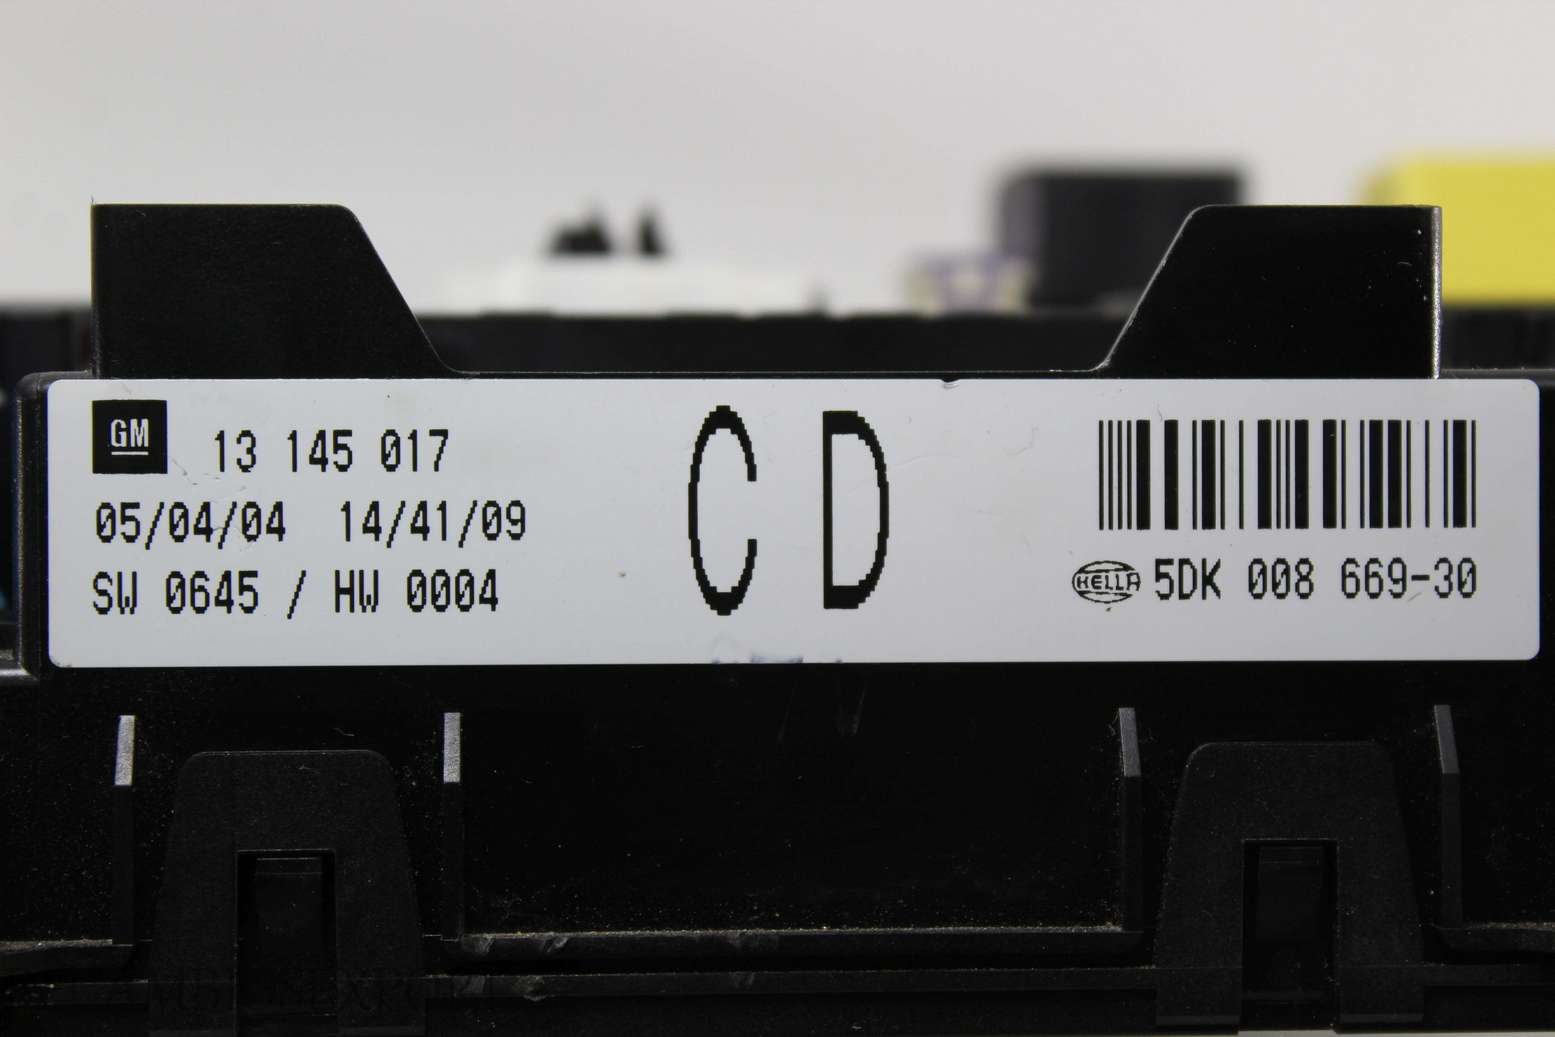 GM 13 145 017
05/04/04 14/41/09
SW 0645 / HW 0004
C D
HELLA 5DK 008 669-30